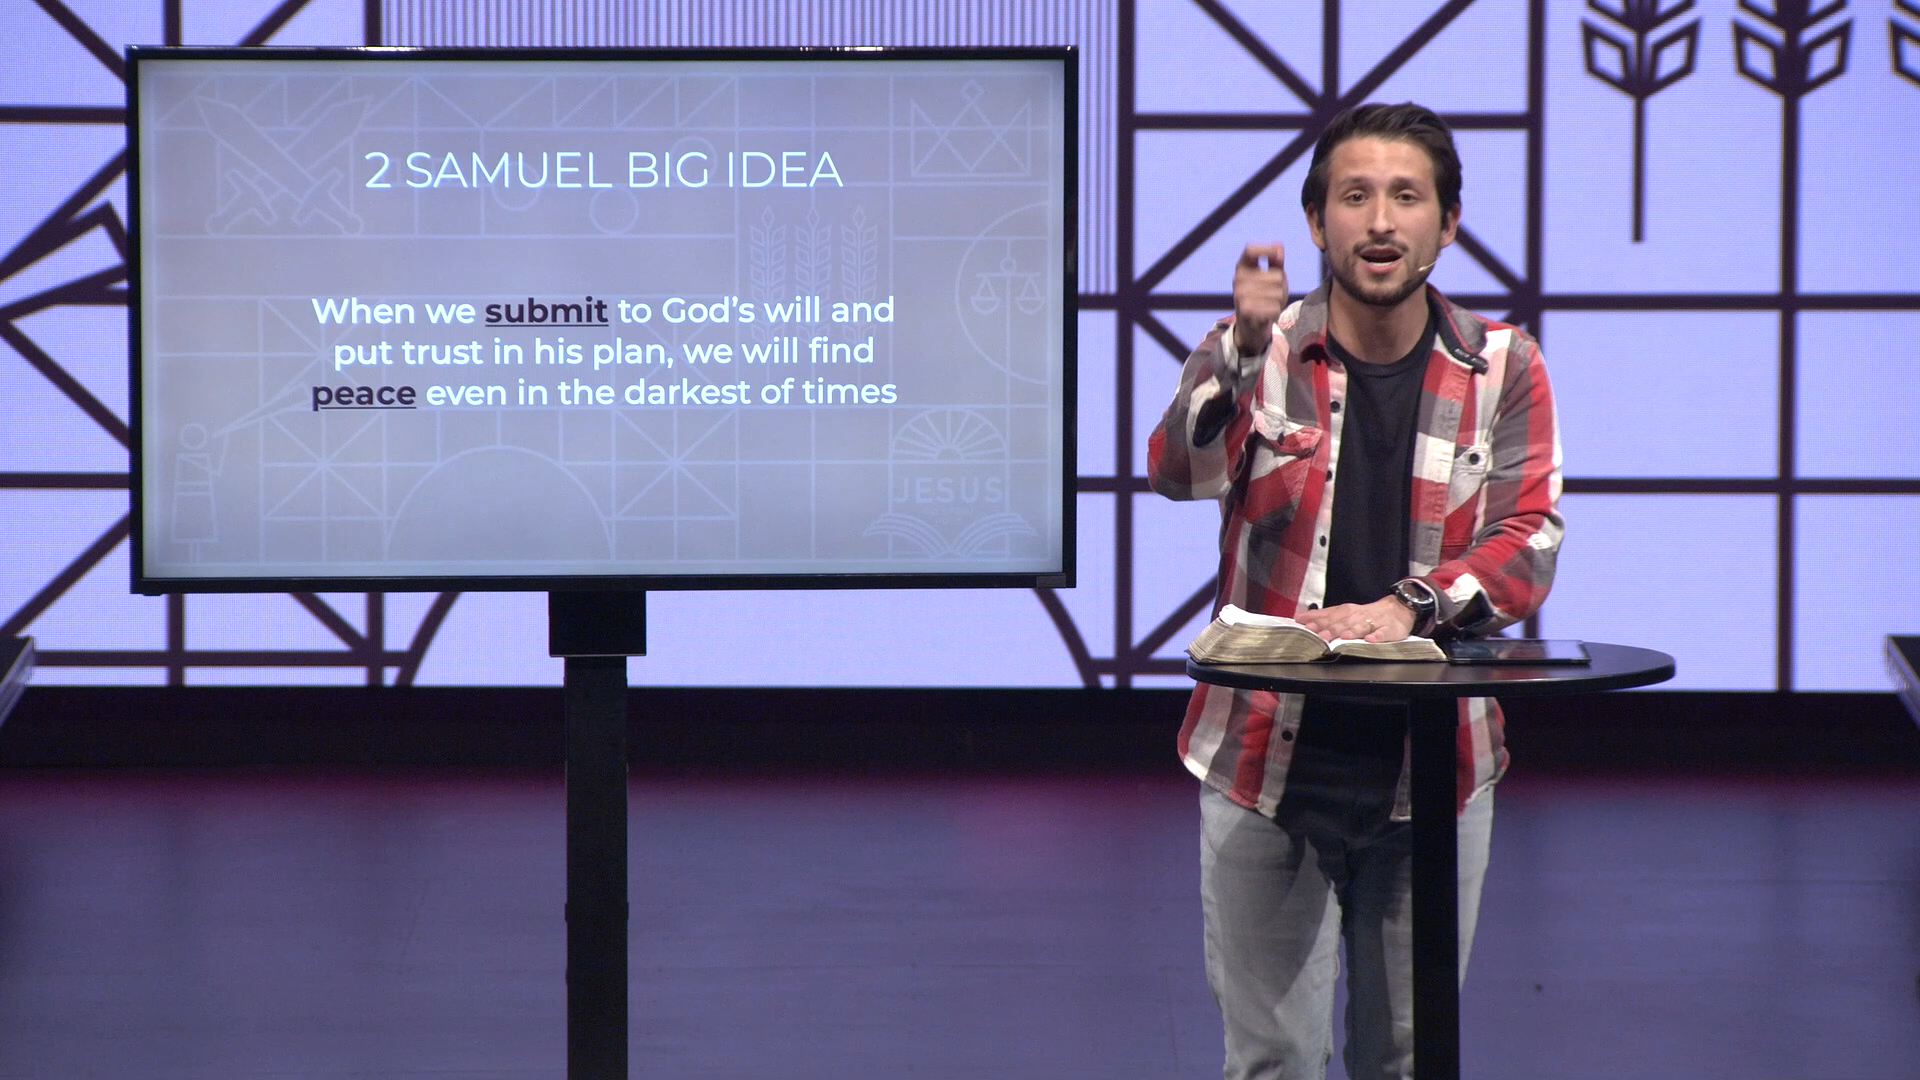 2 SAMUEL BIG IDEA
When we submit to God's will and
put trust in his plan, we will find
peace even in the darkest of times
JESUS